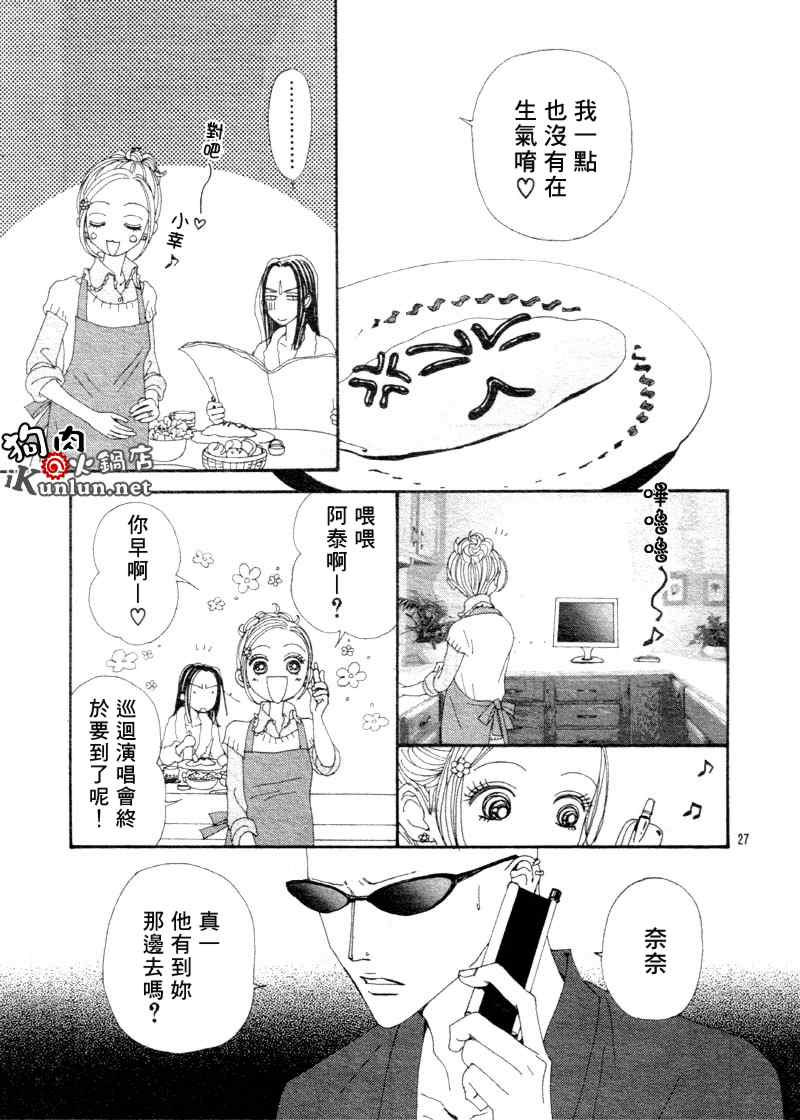 我一點
也沒有在
生氣唷♡
………
對吧♡
小幸♪
狗肉
火鍋店
iKunlun.net
嗶嚕嚕
喂喂
阿泰啊ー？
你早啊ー♡
巡迴演唱會終
於要到了呢！
27
奈奈
真一
他有到妳
那邊去嗎？